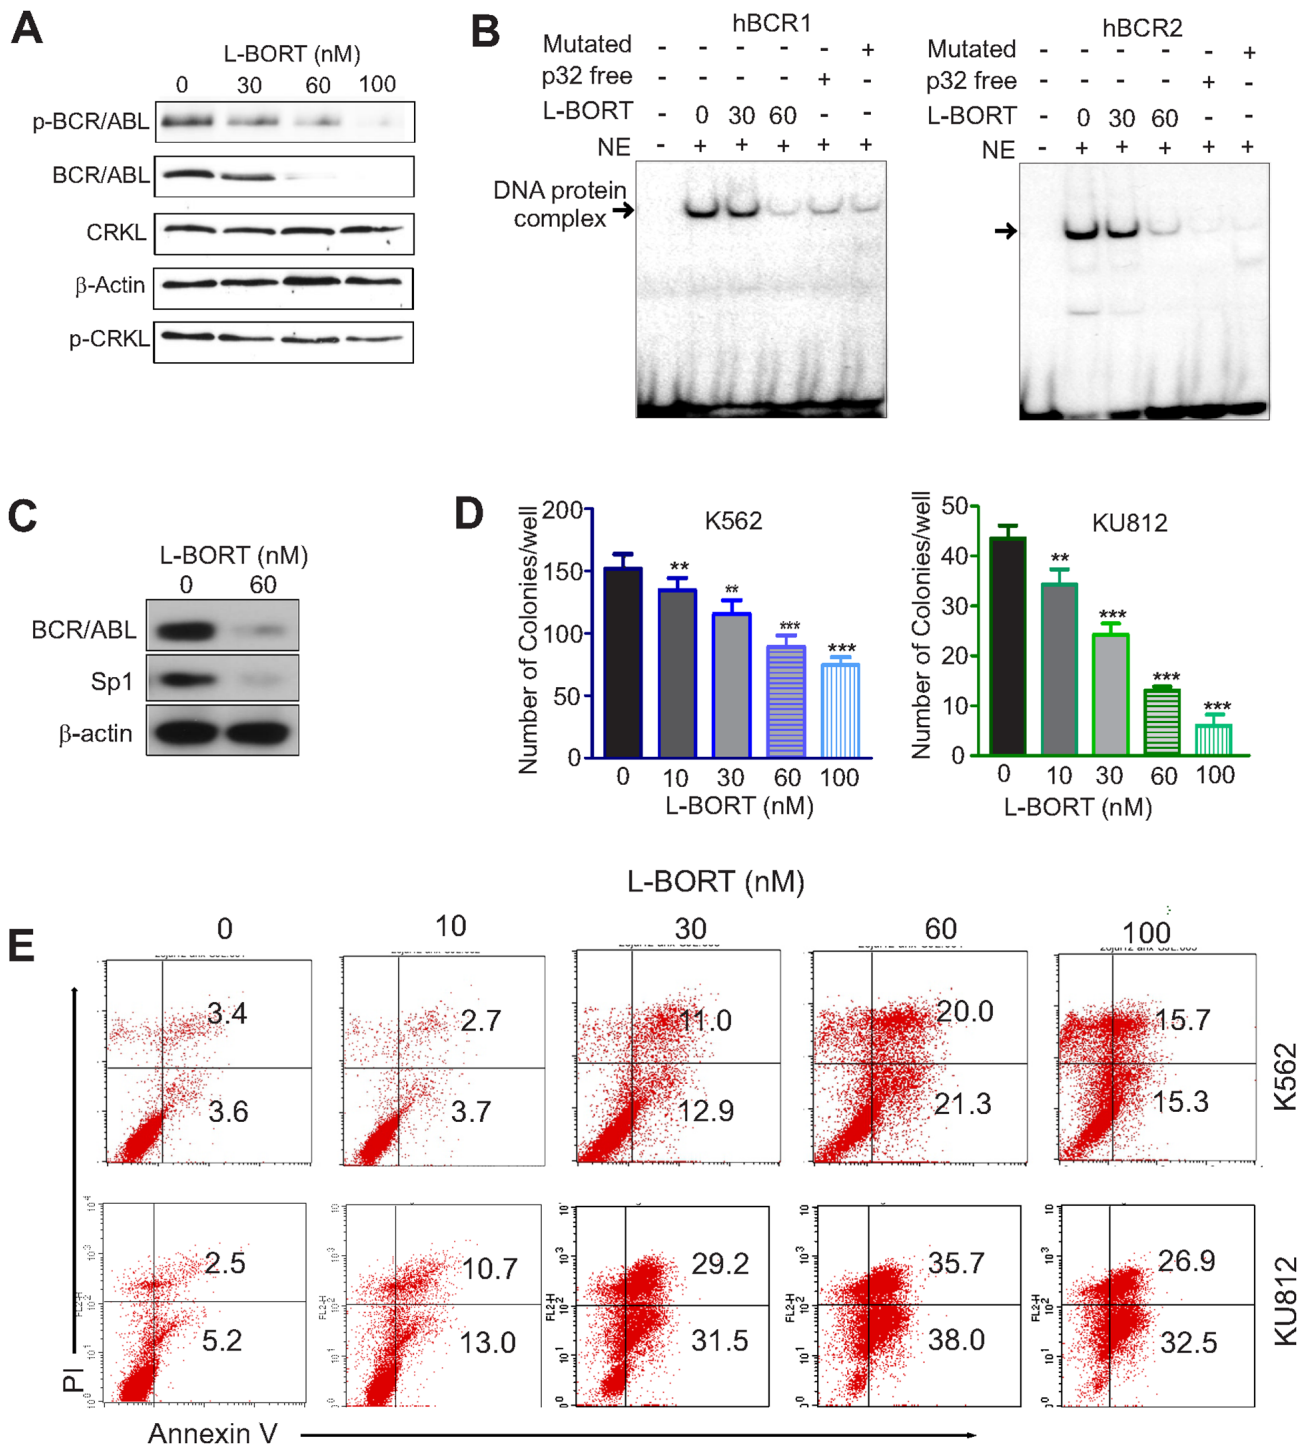 A
L-BORT (nM)
0 30 60 100
p-BCR/ABL
BCR/ABL
CRKL
β-Actin
p-CRKL
B
hBCR1
Mutated - - - - - +
p32 free - - - - + -
L-BORT - 0 30 60 - -
NE - + + + + +
DNA protein
complex
hBCR2
Mutated - - - - - +
p32 free - - - - + -
L-BORT - 0 30 60 - -
NE - + + + + +
C
L-BORT (nM)
0 60
BCR/ABL
Sp1
β-actin
D
K562
Number of Colonies/well
200
150
100
50
0
** ** *** ***
0 10 30 60 100
L-BORT (nM)
KU812
Number of Colonies/well
50
40
30
20
10
0
** *** *** ***
0 10 30 60 100
L-BORT (nM)
E
L-BORT (nM)
0 10 30 60 100
3.4 2.7 11.0 20.0 15.7
3.6 3.7 12.9 21.3 15.3
K562
2.5 10.7 29.2 35.7 26.9
5.2 13.0 31.5 38.0 32.5
KU812
FL2-H FL2-H FL2-H FL2-H FL2-H
PI
Annexin V